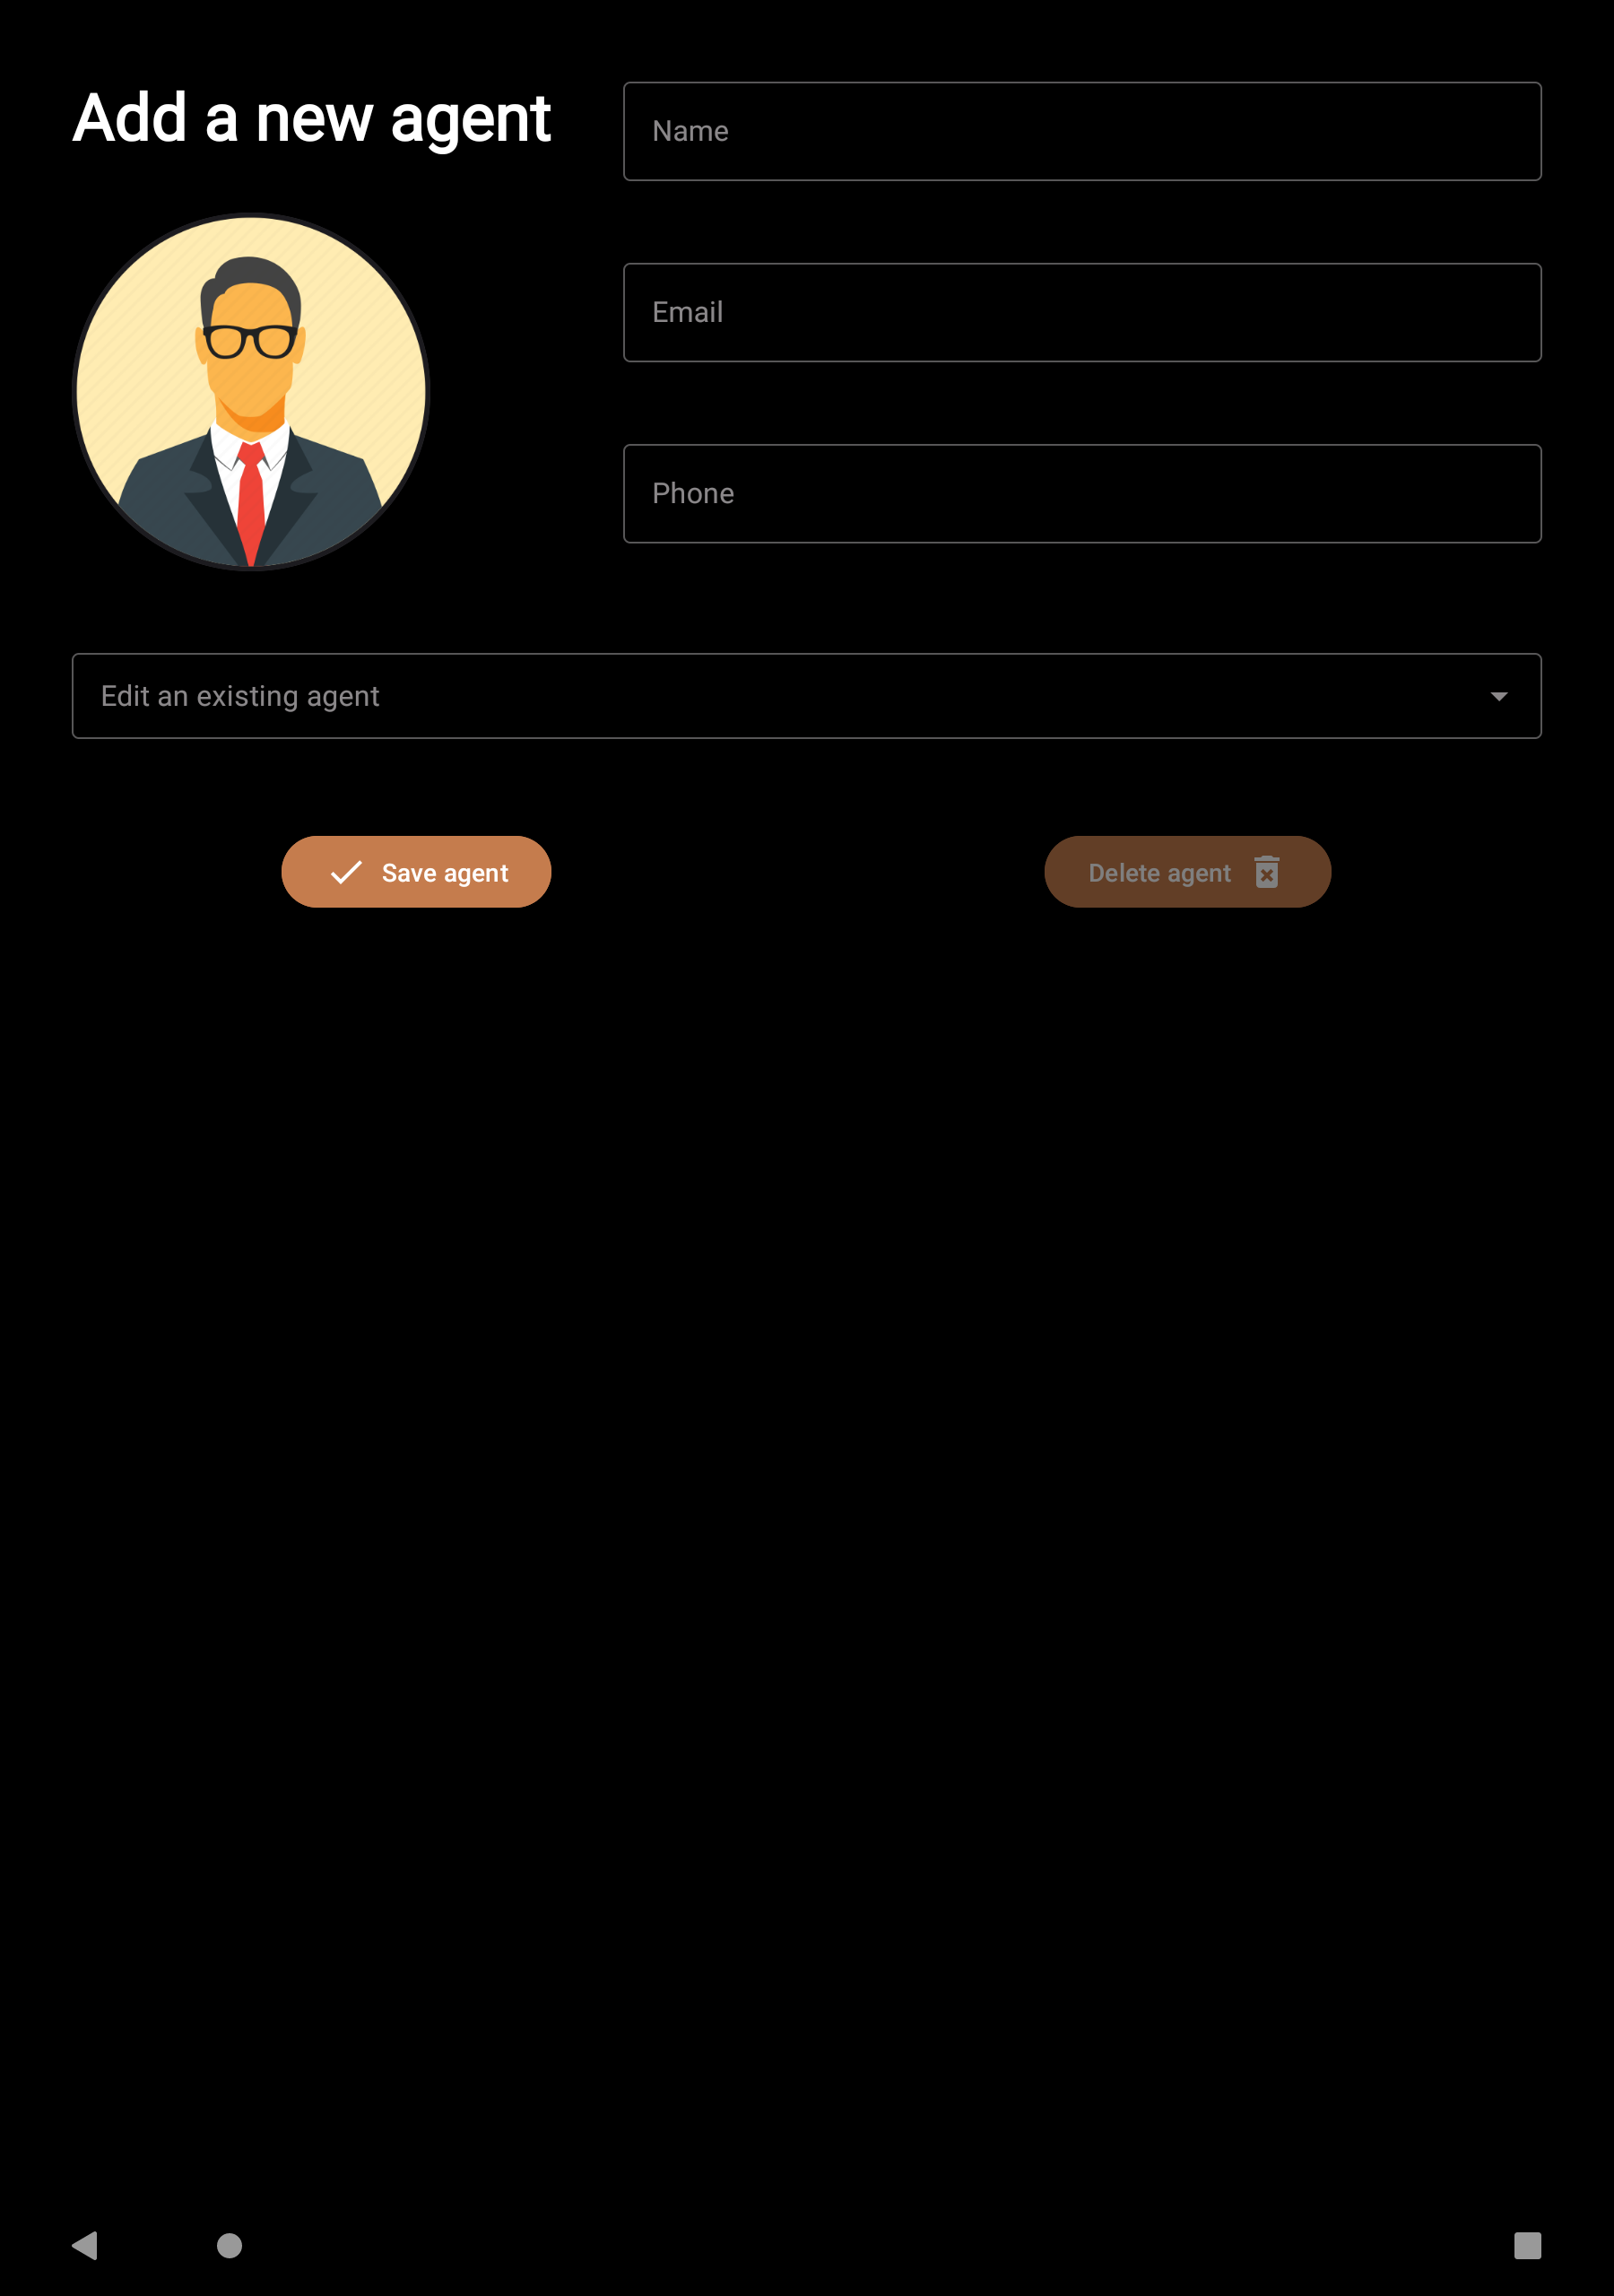 Add a new agent
Name
Email
Phone
Edit an existing agent
Save agent
Delete agent